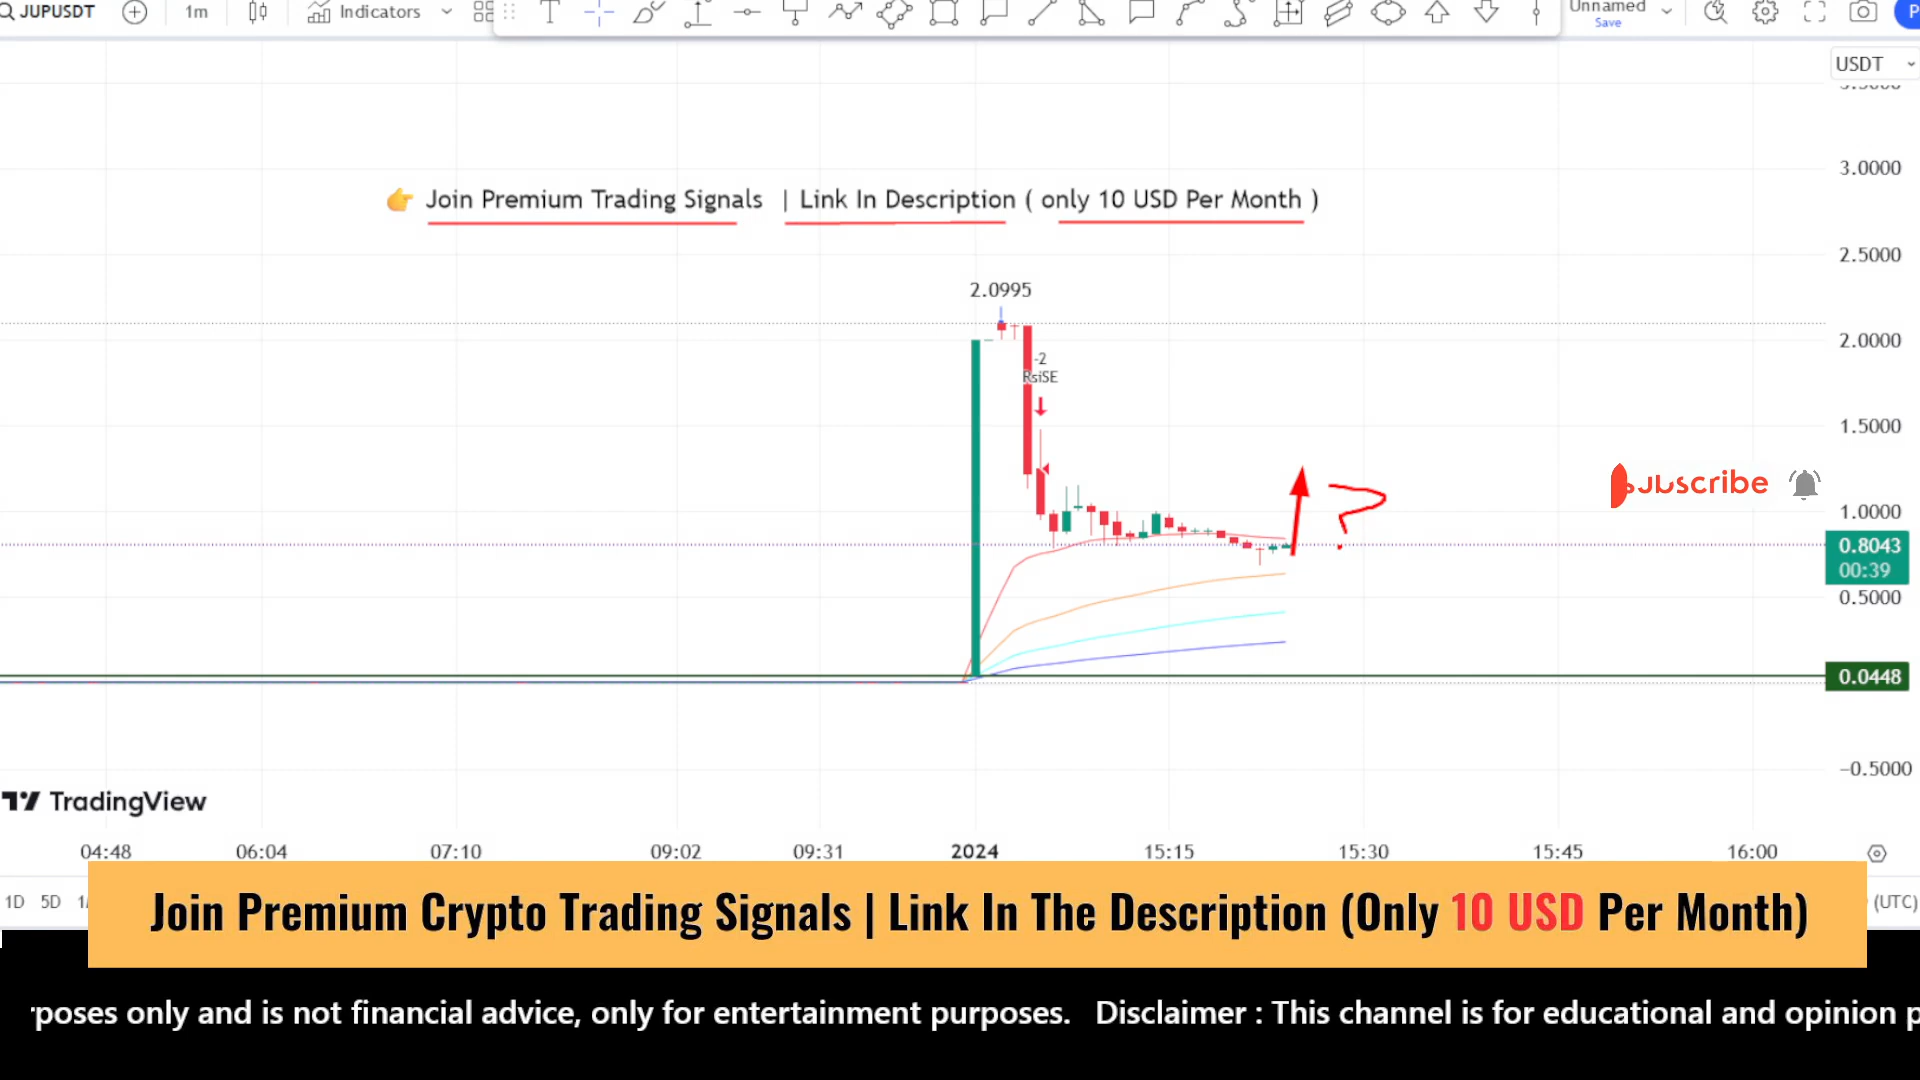 JUPUSDT 1m Indicators Unnamed
Save
USDT
👉 Join Premium Trading Signals | Link In Description ( only 10 USD Per Month )
3.0000
2.5000
2.0995
2.0000
-2
RsiSE
1.5000
?
1.0000
0.8043
00:39
0.5000
0.0448
−0.5000
TradingView
04:48 06:04 07:10 09:02 09:31 2024 15:15 15:30 15:45 16:00
1D 5D (UTC)
Join Premium Crypto Trading Signals | Link In The Description (Only 10 USD Per Month)
poses only and is not financial advice, only for entertainment purposes. Disclaimer : This channel is for educational and opinion p